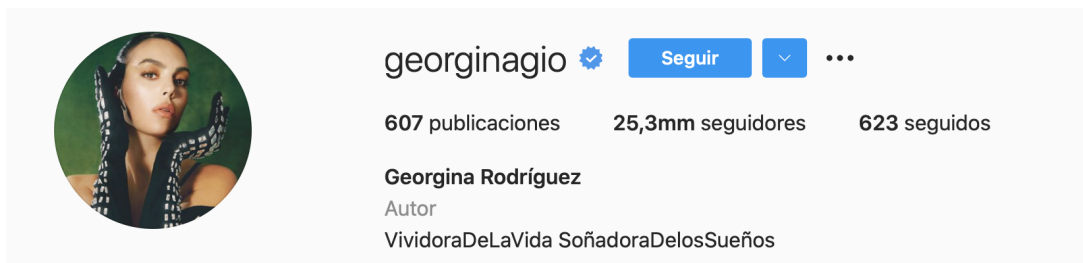 georginagio Seguir
607 publicaciones 25,3mm seguidores 623 seguidos
Georgina Rodríguez
Autor
VividoraDeLaVida SoñadoraDelosSueños